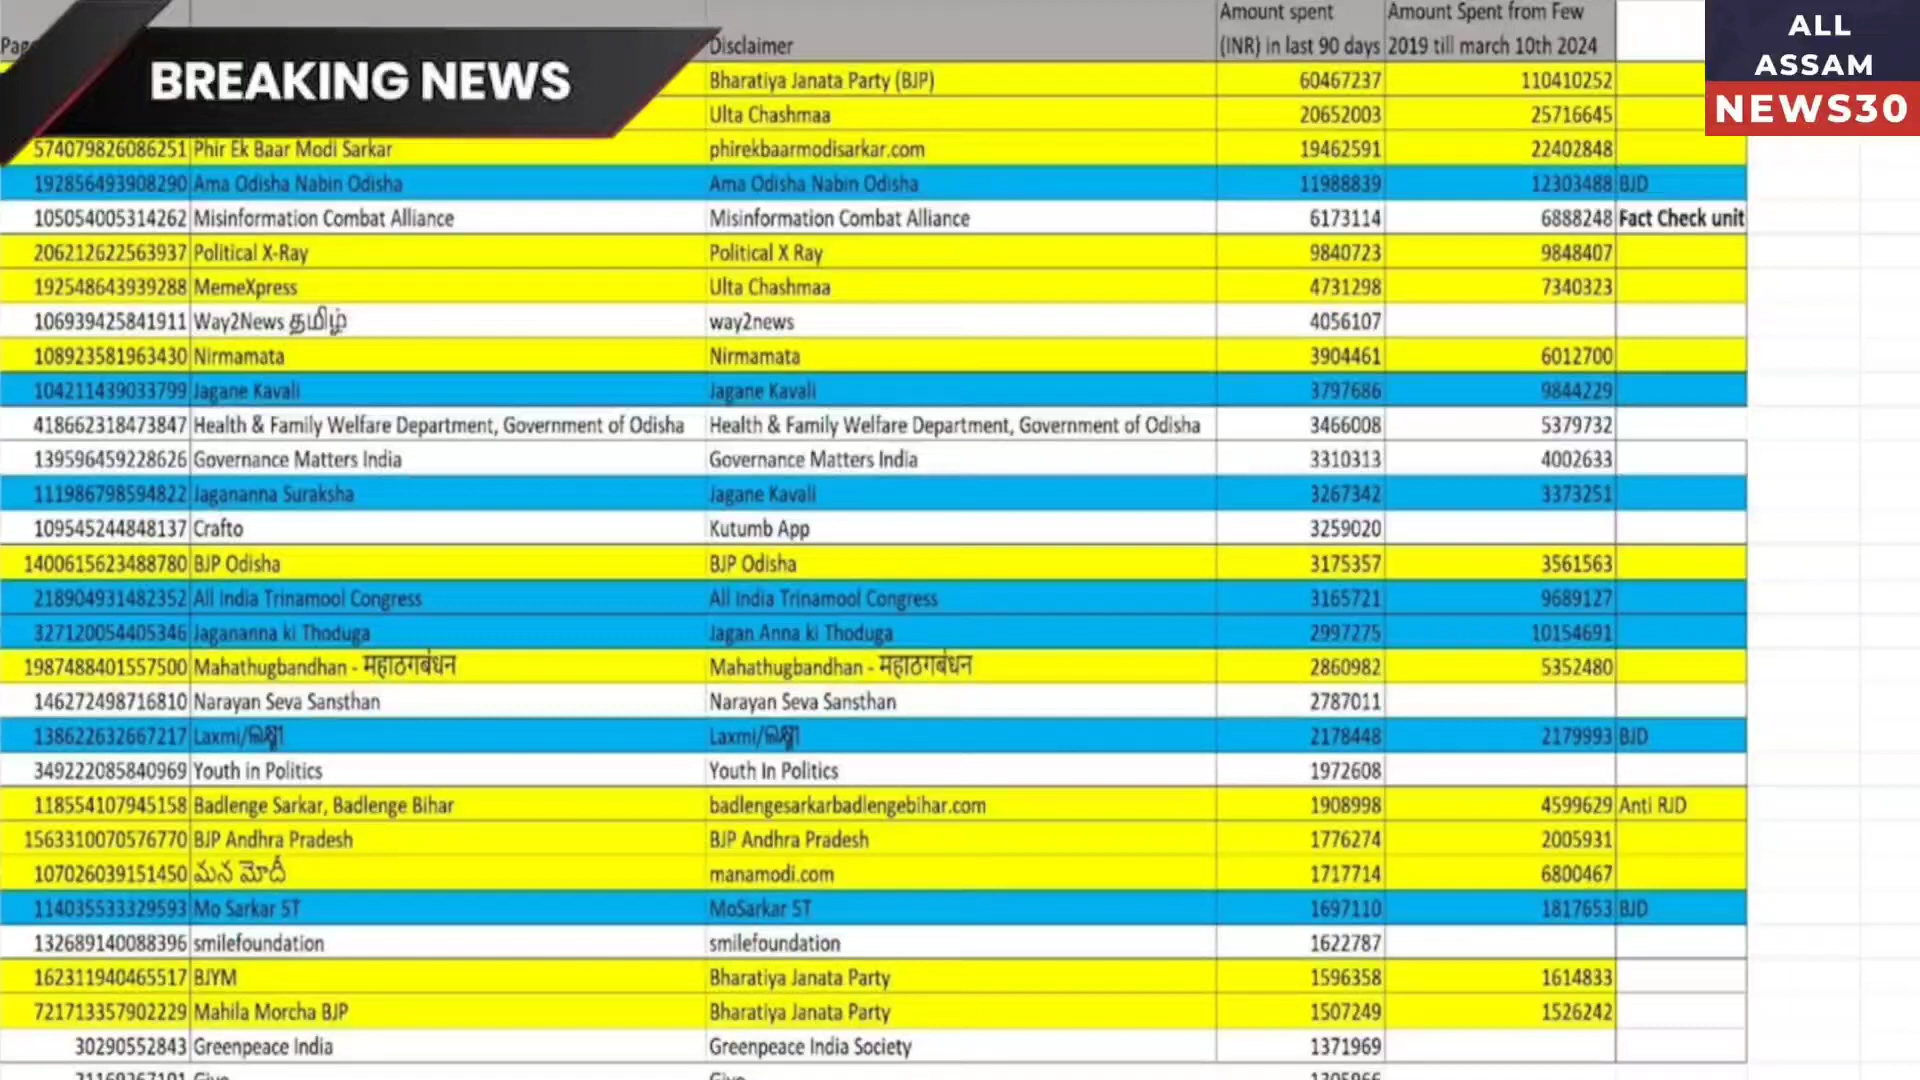 Amount spent Amount Spent from Few
Disclaimer (INR) in last 90 days 2019 till march 10th 2024
BREAKING NEWS
ALL
ASSAM
NEWS30
Bharatiya Janata Party (BJP) 60467237 110410252
Ulta Chashmaa 20652003 25716645
574079826086251 Phir Ek Baar Modi Sarkar phirekbaarmodisarkar.com 19462591 22402848
192856493908290 Ama Odisha Nabin Odisha Ama Odisha Nabin Odisha 11988839 12303488 BJD
105054005314262 Misinformation Combat Alliance Misinformation Combat Alliance 6173114 6888248 Fact Check unit
206212622563937 Political X-Ray Political X Ray 9840723 9848407
192548643939288 MemeXpress Ulta Chashmaa 4731298 7340323
106939425841911 Way2News தமிழ் way2news 4056107
108923581963430 Nirmamata Nirmamata 3904461 6012700
104211439033799 Jagane Kavali Jagane Kavali 3797686 9844229
418662318473847 Health & Family Welfare Department, Government of Odisha Health & Family Welfare Department, Government of Odisha 3466008 5379732
139596459228626 Governance Matters India Governance Matters India 3310313 4002633
111986798594822 Jagananna Suraksha Jagane Kavali 3267342 3373251
109545244848137 Crafto Kutumb App 3259020
1400615623488780 BJP Odisha BJP Odisha 3175357 3561563
218904931482352 All India Trinamool Congress All India Trinamool Congress 3165721 9689127
327120054405346 Jagananna ki Thoduga Jagan Anna ki Thoduga 2997275 10154691
1987488401557500 Mahathugbandhan - महाठगबंधन Mahathugbandhan - महाठगबंधन 2860982 5352480
146272498716810 Narayan Seva Sansthan Narayan Seva Sansthan 2787011
138622632667217 Laxmi/ଲକ୍ଷ୍ମୀ Laxmi/ଲକ୍ଷ୍ମୀ 2178448 2179993 BJD
349222085840969 Youth in Politics Youth In Politics 1972608
118554107945158 Badlenge Sarkar, Badlenge Bihar badlengesarkarbadlengebihar.com 1908998 4599629 Anti RJD
1563310070576770 BJP Andhra Pradesh BJP Andhra Pradesh 1776274 2005931
107026039151450 మన మోదీ manamodi.com 1717714 6800467
114035533329593 Mo Sarkar 5T MoSarkar 5T 1697110 1817653 BJD
132689140088396 smilefoundation smilefoundation 1622787
162311940465517 BJYM Bharatiya Janata Party 1596358 1614833
721713357902229 Mahila Morcha BJP Bharatiya Janata Party 1507249 1526242
30290552843 Greenpeace India Greenpeace India Society 1371969